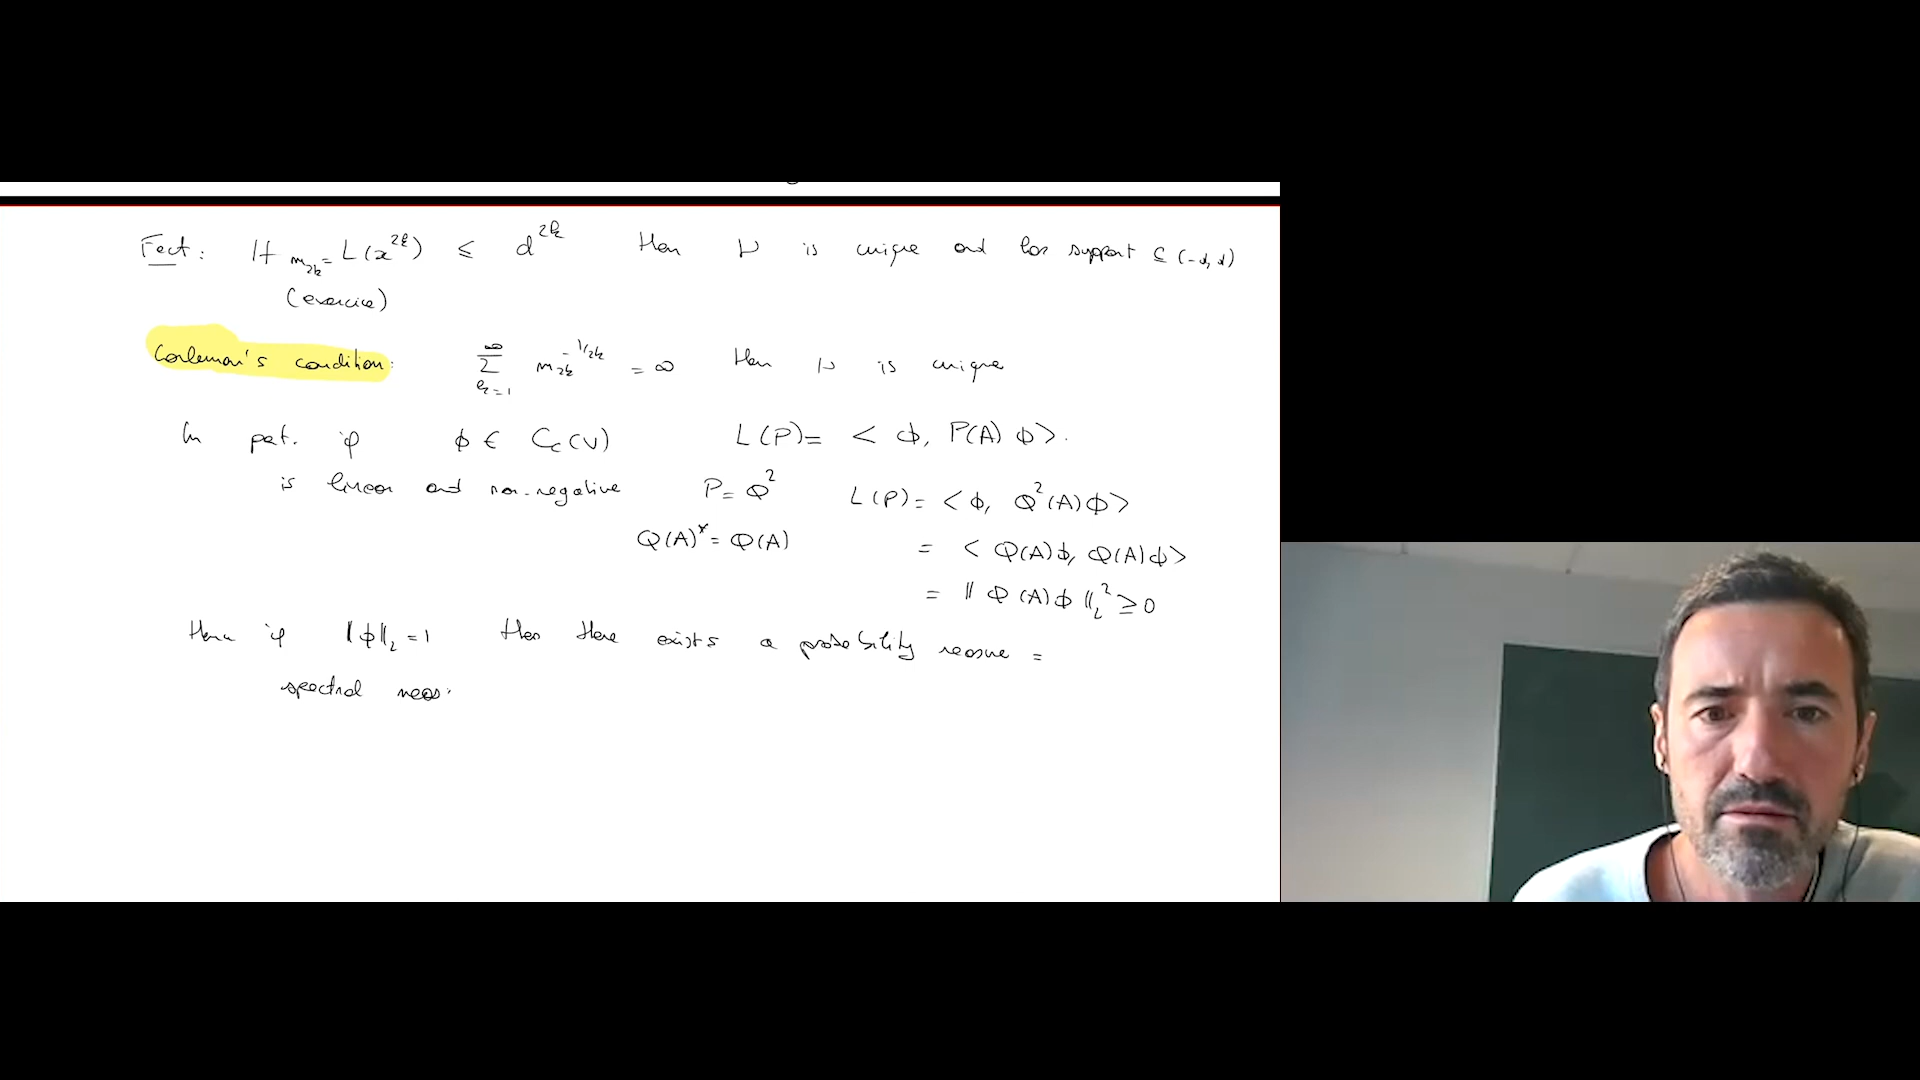 Fact : If m_{2k} = L(x^{2k}) ≤ d^{2k} then μ is unique and has support ⊆ (-d, d)
(exercice)
Carleman's condition: \sum_{k=1}^{∞} m_{2k}^{-1/2k} = ∞ then μ is unique
In part. if ϕ ∈ C_c(V) L(P) = < ϕ, P(A) ϕ >.
is linear and non-negative P = Q^2 L(P) = < ϕ, Q^2(A) ϕ >
Q(A)^* = Q(A) = < Q(A)ϕ, Q(A)ϕ >
= ‖ Q(A)ϕ ‖_2^2 ≥ 0
Hence if ‖ϕ‖_2 = 1 then there exists a probability measure =
spectral meas.